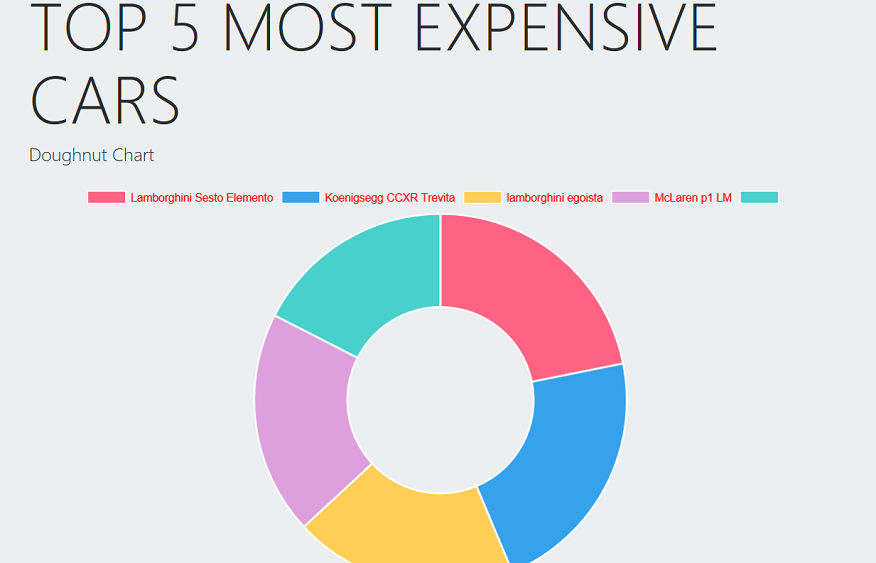 TOP 5 MOST EXPENSIVE
CARS
Doughnut Chart
Lamborghini Sesto Elemento Koenigsegg CCXR Trevita lamborghini egoista McLaren p1 LM